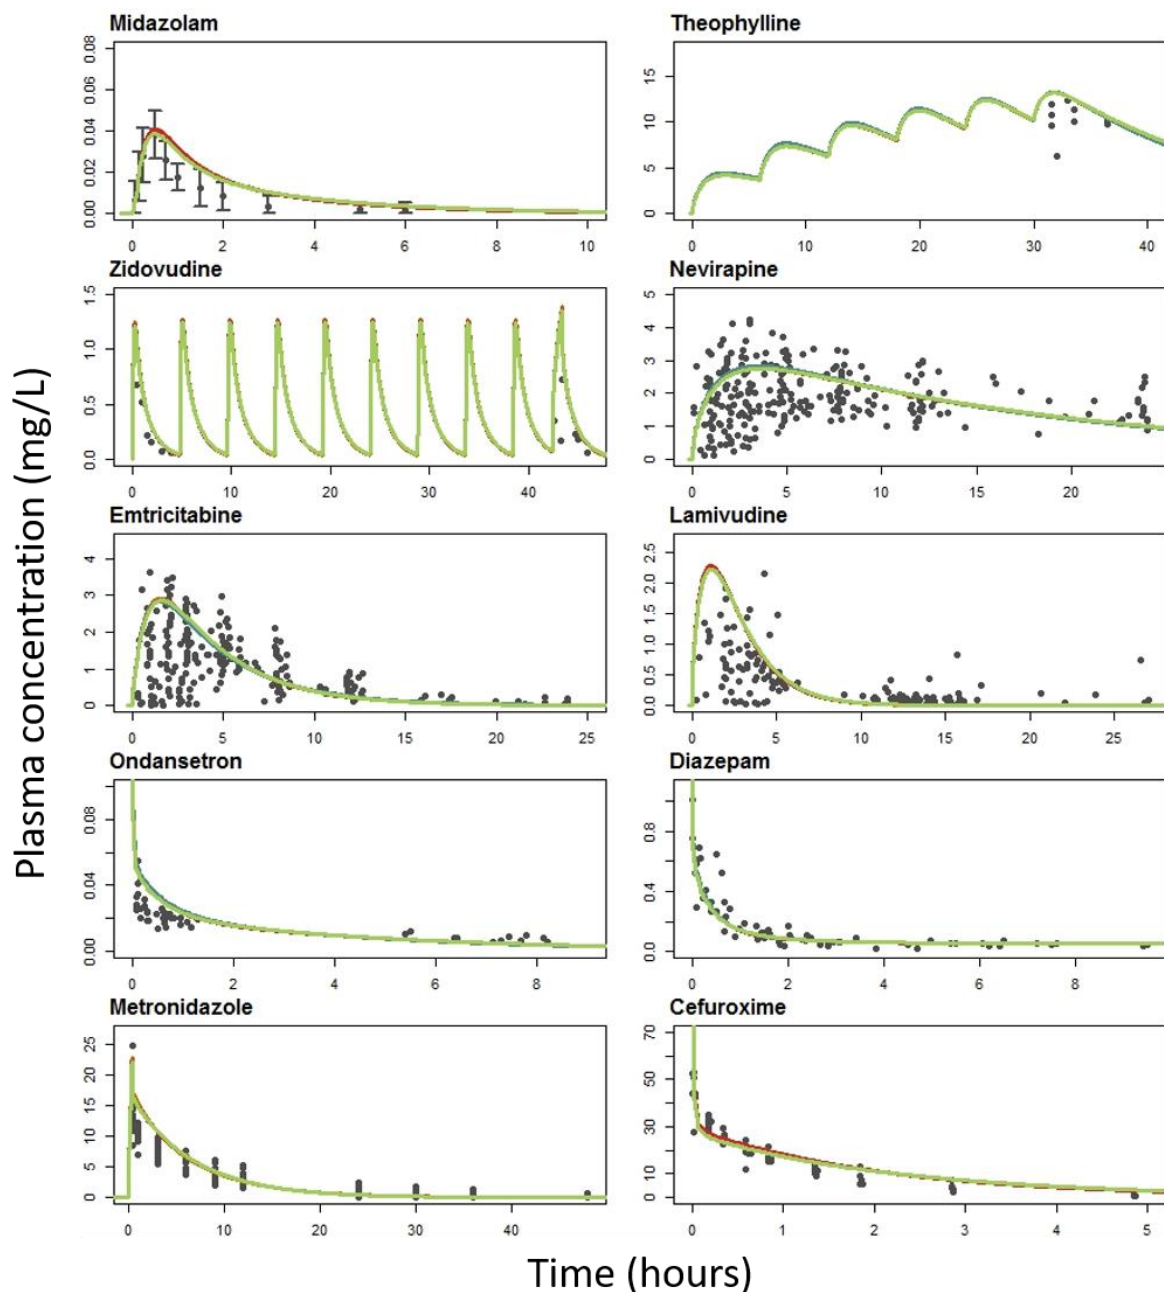 Plasma concentration (mg/L)
Midazolam
0.08
0.06
0.04
0.02
0.00
0 2 4 6 8 10
Theophylline
15
10
5
0
10 20 30 40
Zidovudine
1.5
1.0
0.5
0.0
0 10 20 30 40
Nevirapine
5
4
3
2
1
0
0 5 10 15 20
Emtricitabine
4
3
2
1
0
0 5 10 15 20 25
Lamivudine
2.5
2.0
1.5
1.0
0.5
0.0
0 5 10 15 20 25
Ondansetron
0.08
0.04
0.00
0 2 4 6 8
Diazepam
0.8
0.4
0.0
0 2 4 6 8
Metronidazole
25
20
15
10
5
0
0 10 20 30 40
Cefuroxime
70
50
30
10
0
0 1 2 3 4 5
Time (hours)